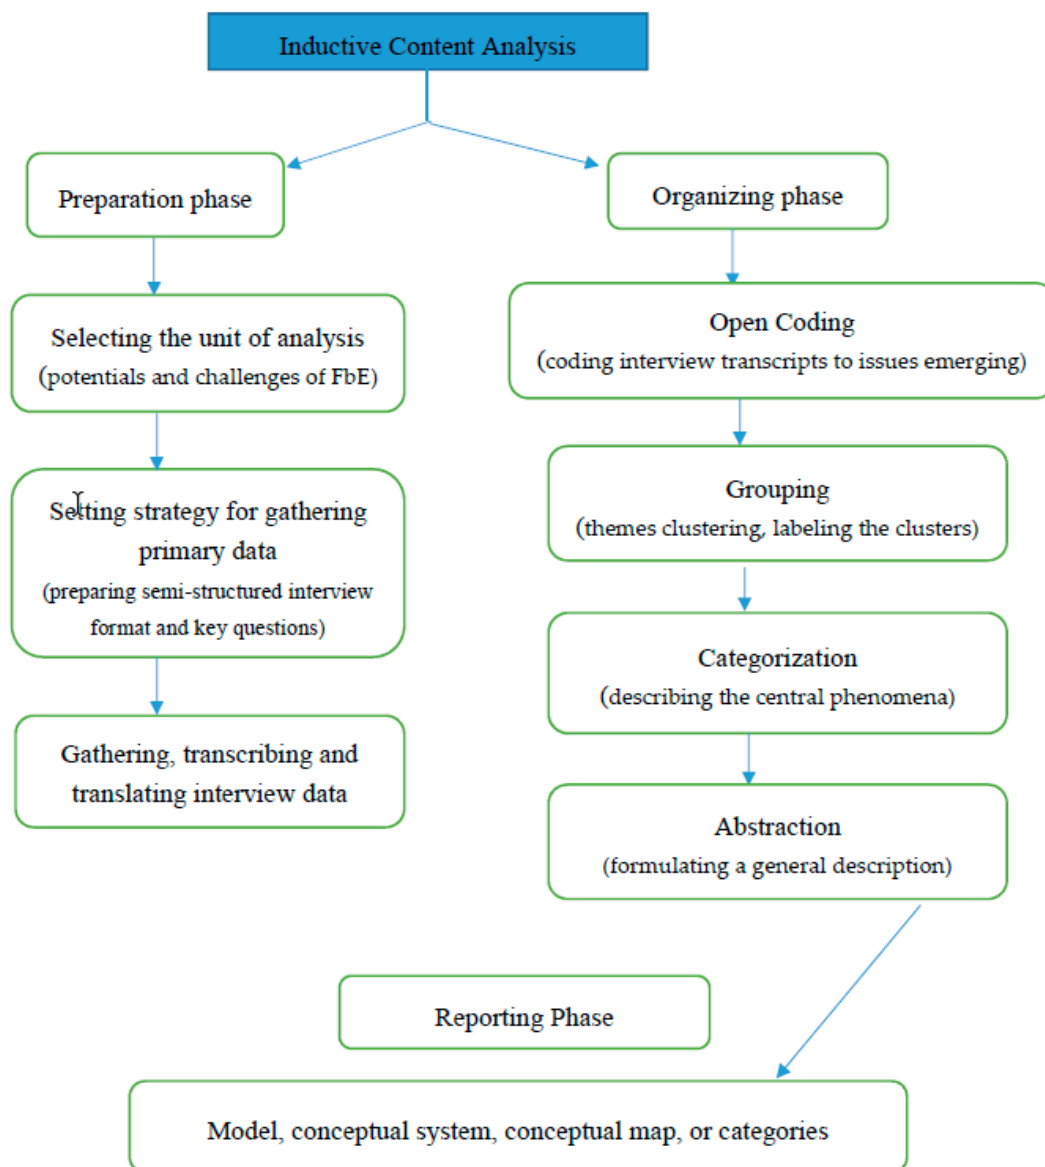 Inductive Content Analysis
Preparation phase
Selecting the unit of analysis
(potentials and challenges of FbE)
Setting strategy for gathering
primary data
(preparing semi-structured interview
format and key questions)
Gathering, transcribing and
translating interview data
Organizing phase
Open Coding
(coding interview transcripts to issues emerging)
Grouping
(themes clustering, labeling the clusters)
Categorization
(describing the central phenomena)
Abstraction
(formulating a general description)
Reporting Phase
Model, conceptual system, conceptual map, or categories